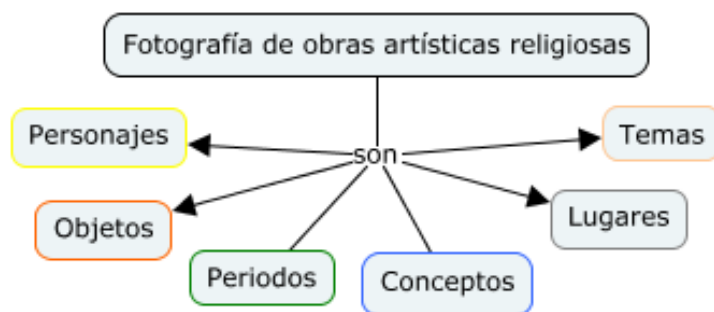 Fotografía de obras artísticas religiosas
Personajes
son
Temas
Objetos
Lugares
Periodos
Conceptos